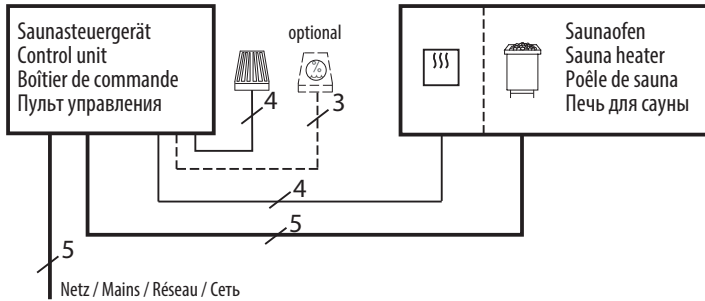 Saunasteuergerät
Control unit
Boîtier de commande
Пульт управления
optional
4
3
Saunaofen
Sauna heater
Poêle de sauna
Печь для сауны
4
5
5
Netz / Mains / Réseau / Сеть